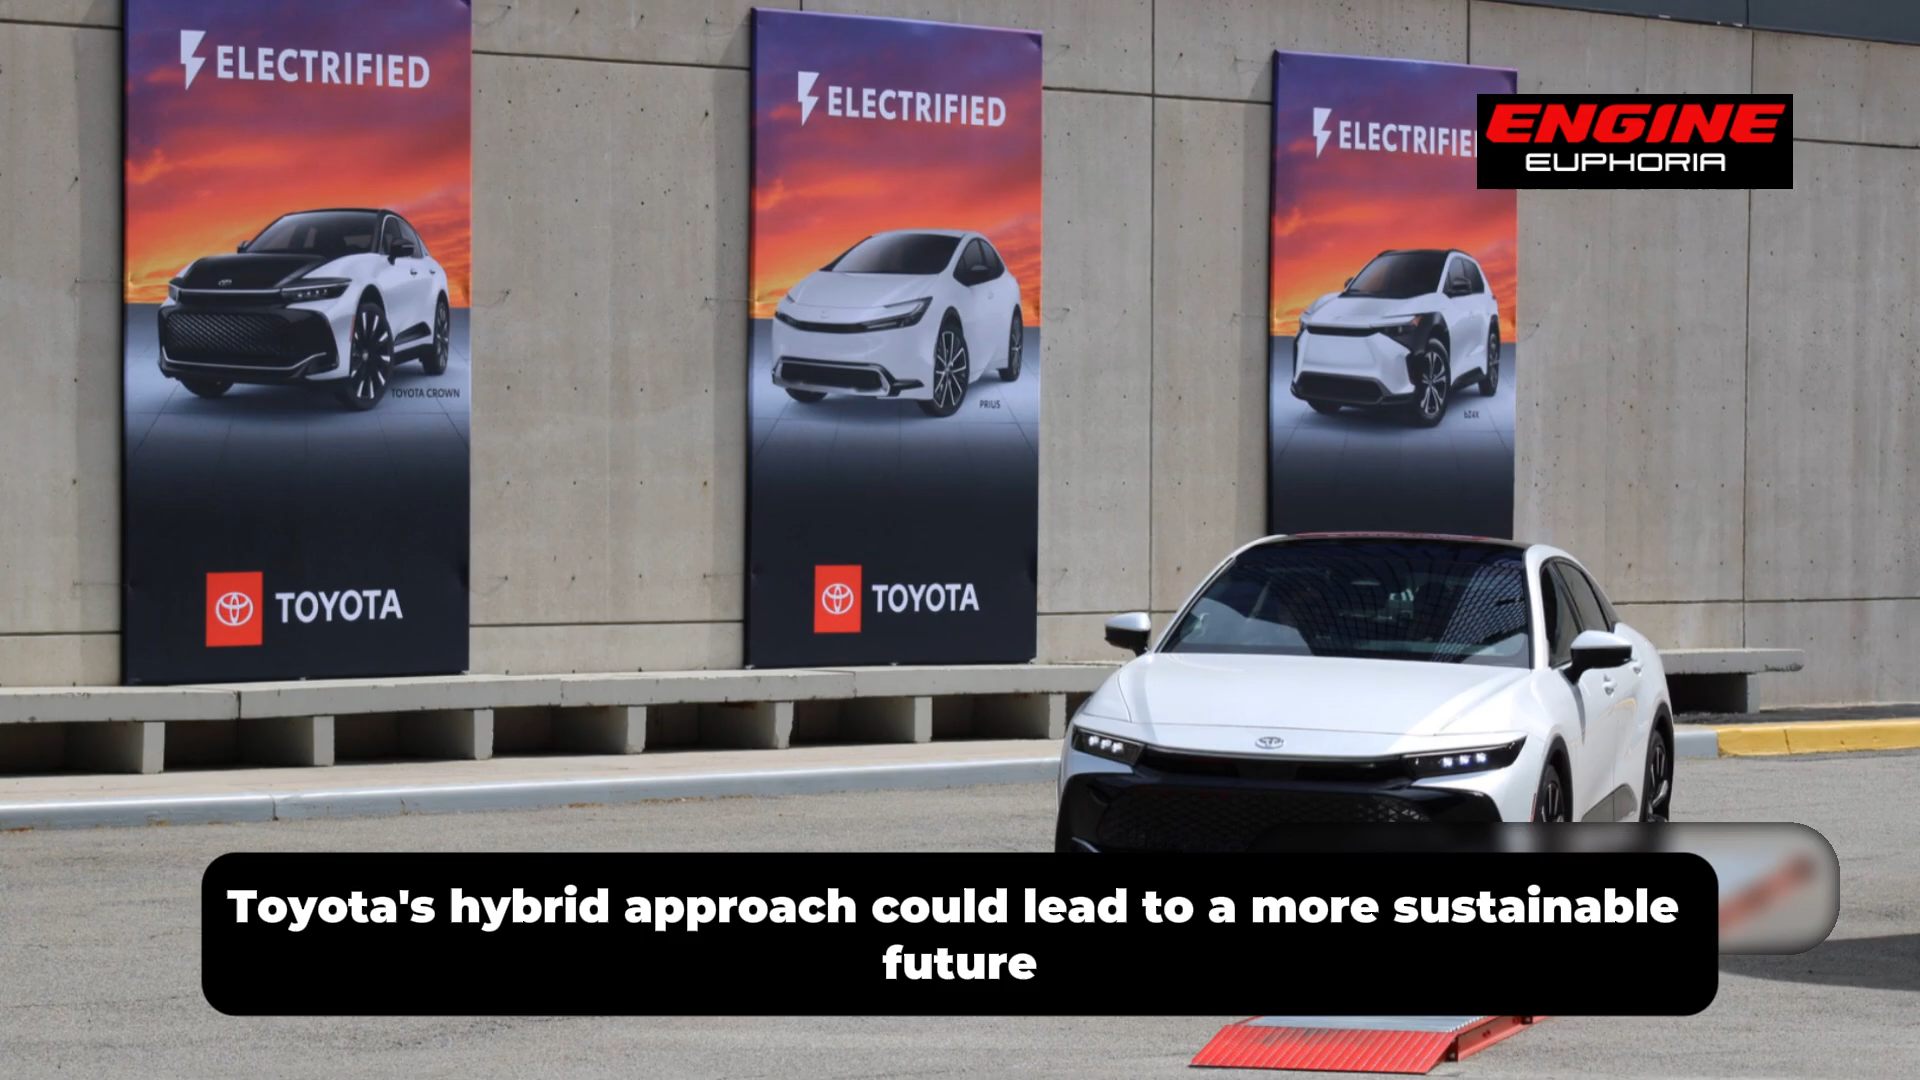 ELECTRIFIED
TOYOTA CROWN
TOYOTA
ELECTRIFIED
PRIUS
TOYOTA
ELECTRIFIE
bZ4X
ENGINE
EUPHORIA
Toyota's hybrid approach could lead to a more sustainable
future